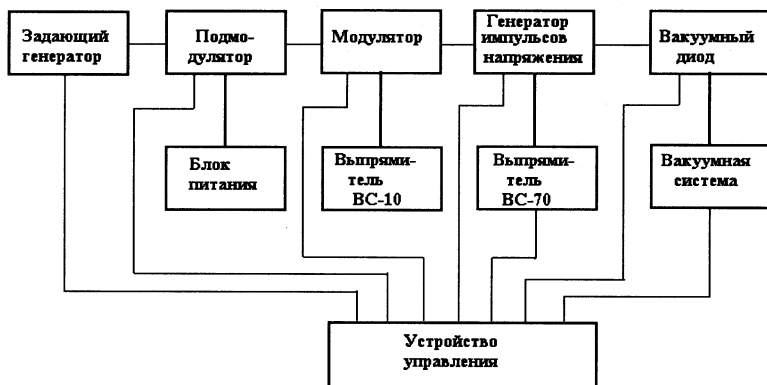 Задающий
генератор
Подмо-
дулятор
Модулятор
Генератор
импульсов
напряжения
Вакуумный
диод
Блок
питания
Выпрями-
тель
ВС-10
Выпрями-
тель
ВС-70
Вакуумная
система
Устройство
управления